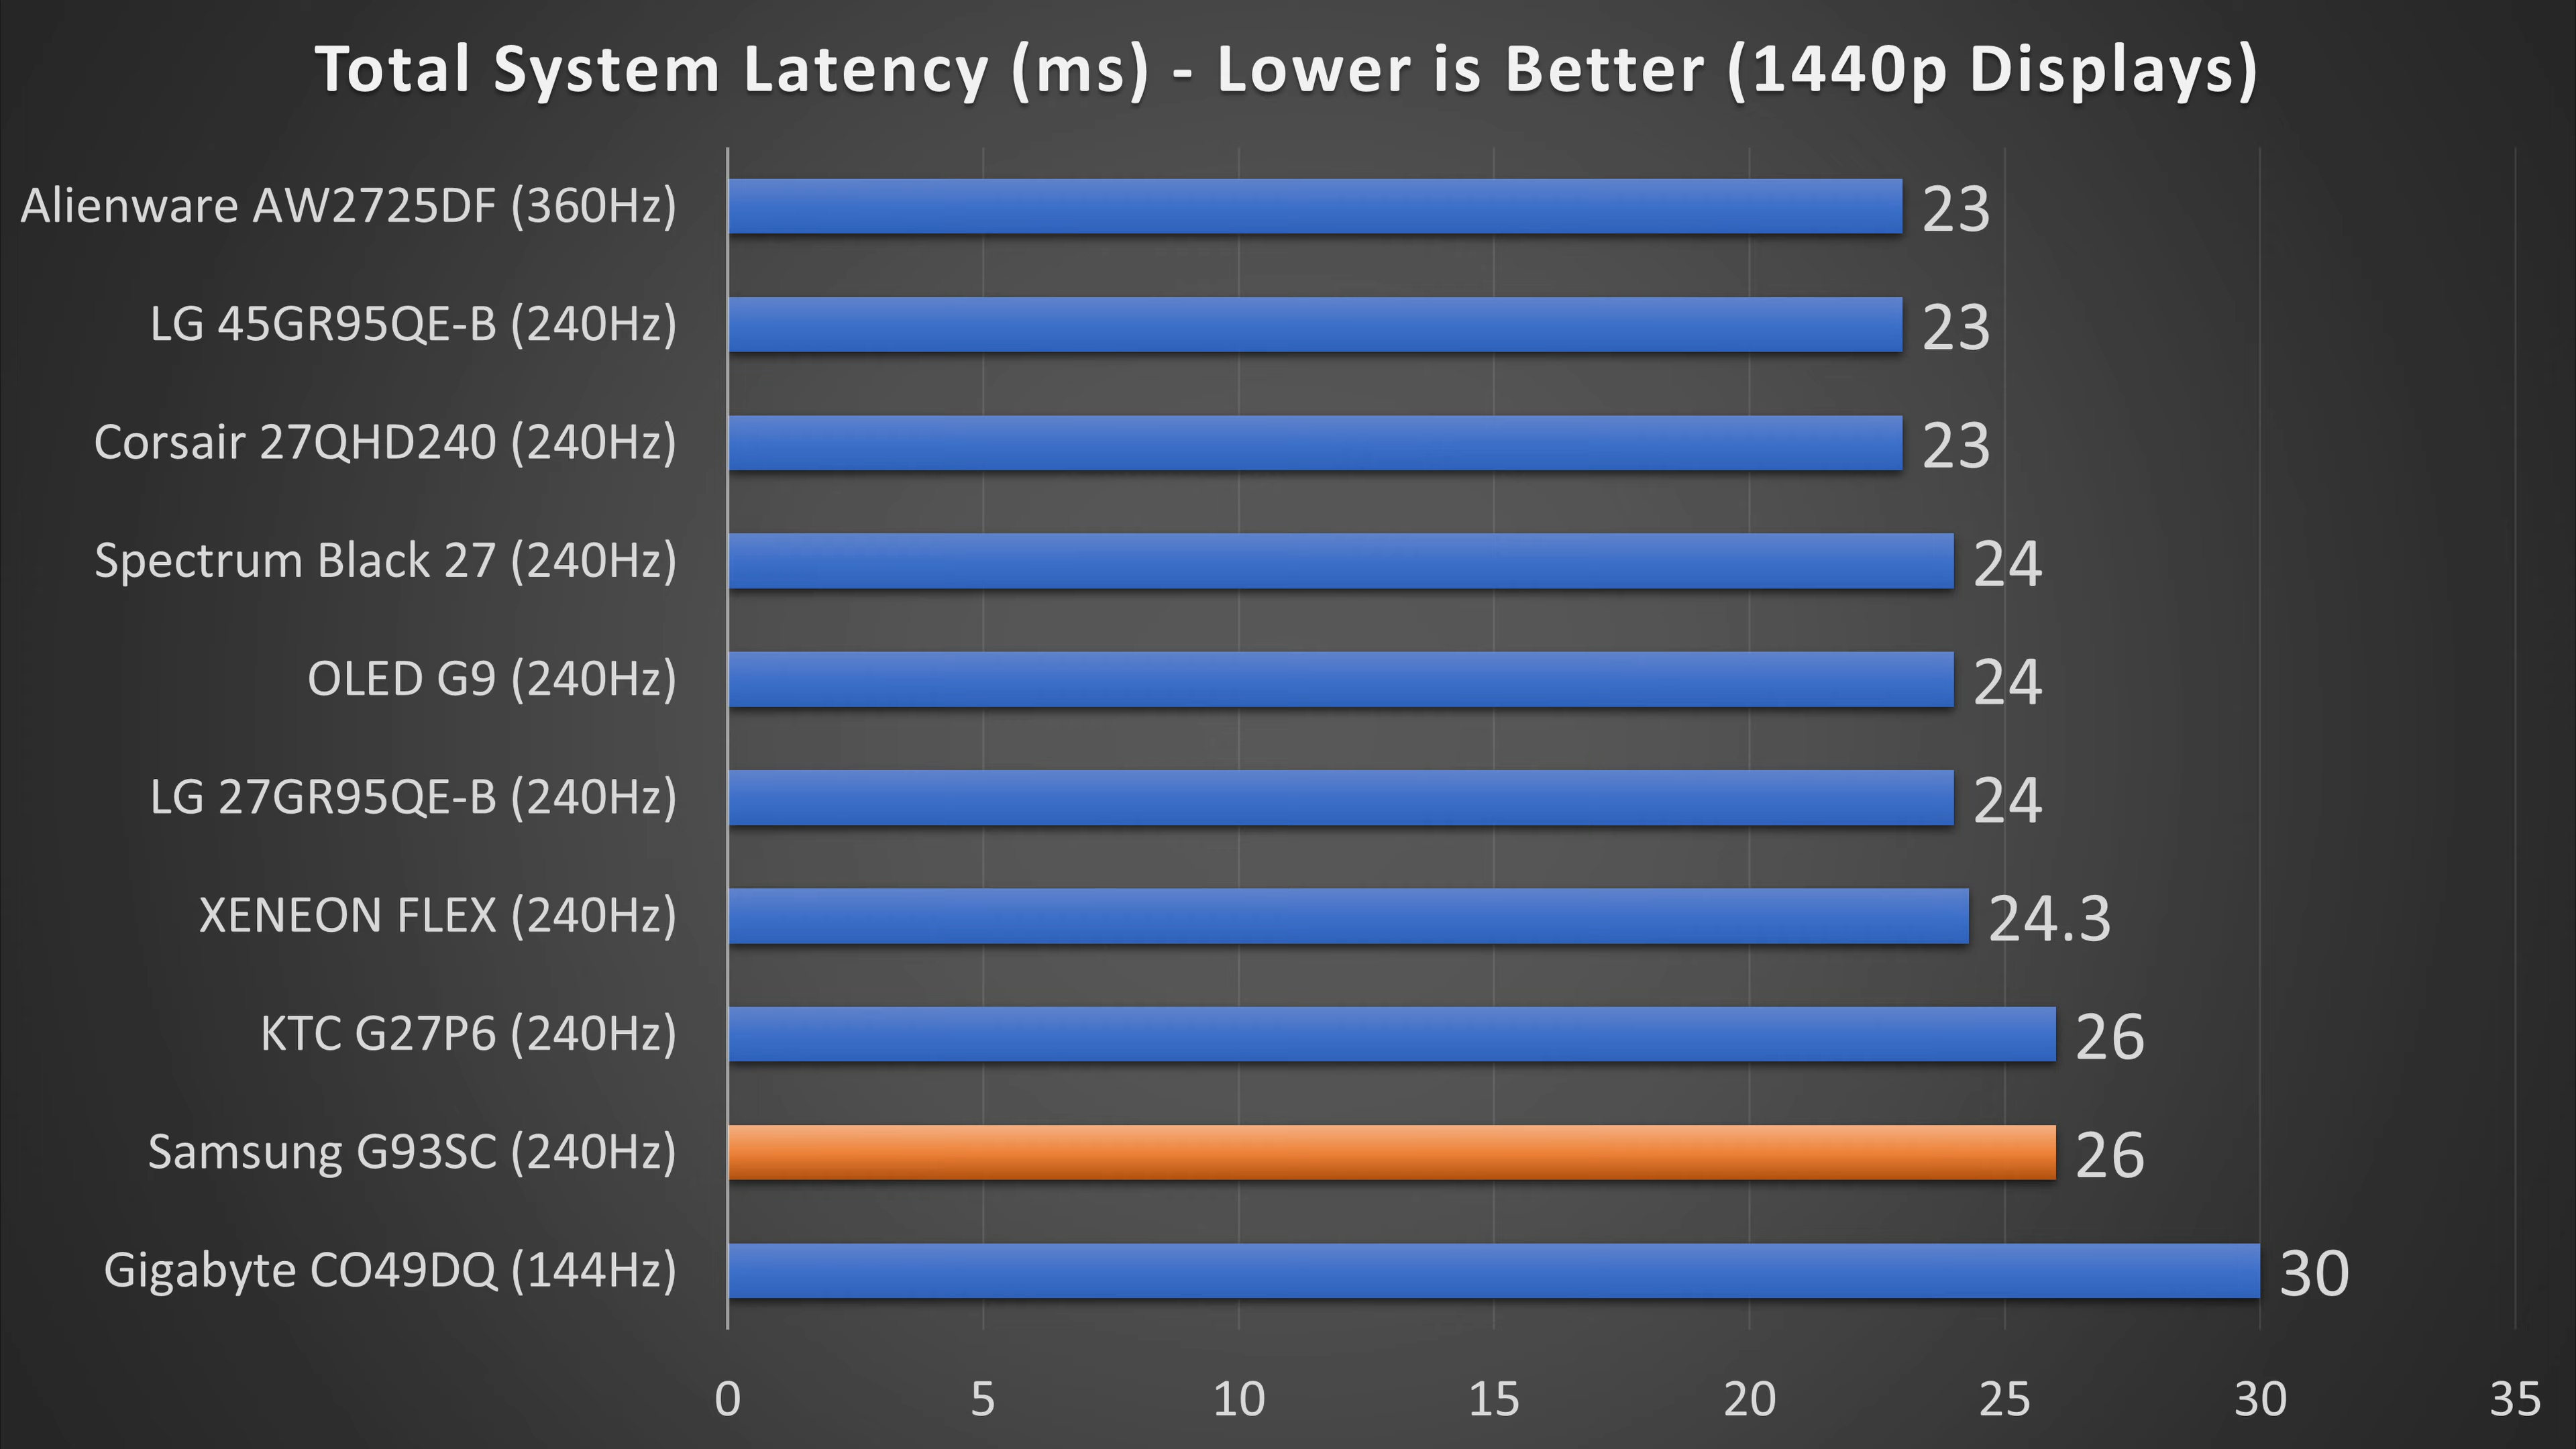 Total System Latency (ms) - Lower is Better (1440p Displays)
Alienware AW2725DF (360Hz) 23
LG 45GR95QE-B (240Hz) 23
Corsair 27QHD240 (240Hz) 23
Spectrum Black 27 (240Hz) 24
OLED G9 (240Hz) 24
LG 27GR95QE-B (240Hz) 24
XENEON FLEX (240Hz) 24.3
KTC G27P6 (240Hz) 26
Samsung G93SC (240Hz) 26
Gigabyte CO49DQ (144Hz) 30
0 5 10 15 20 25 30 35